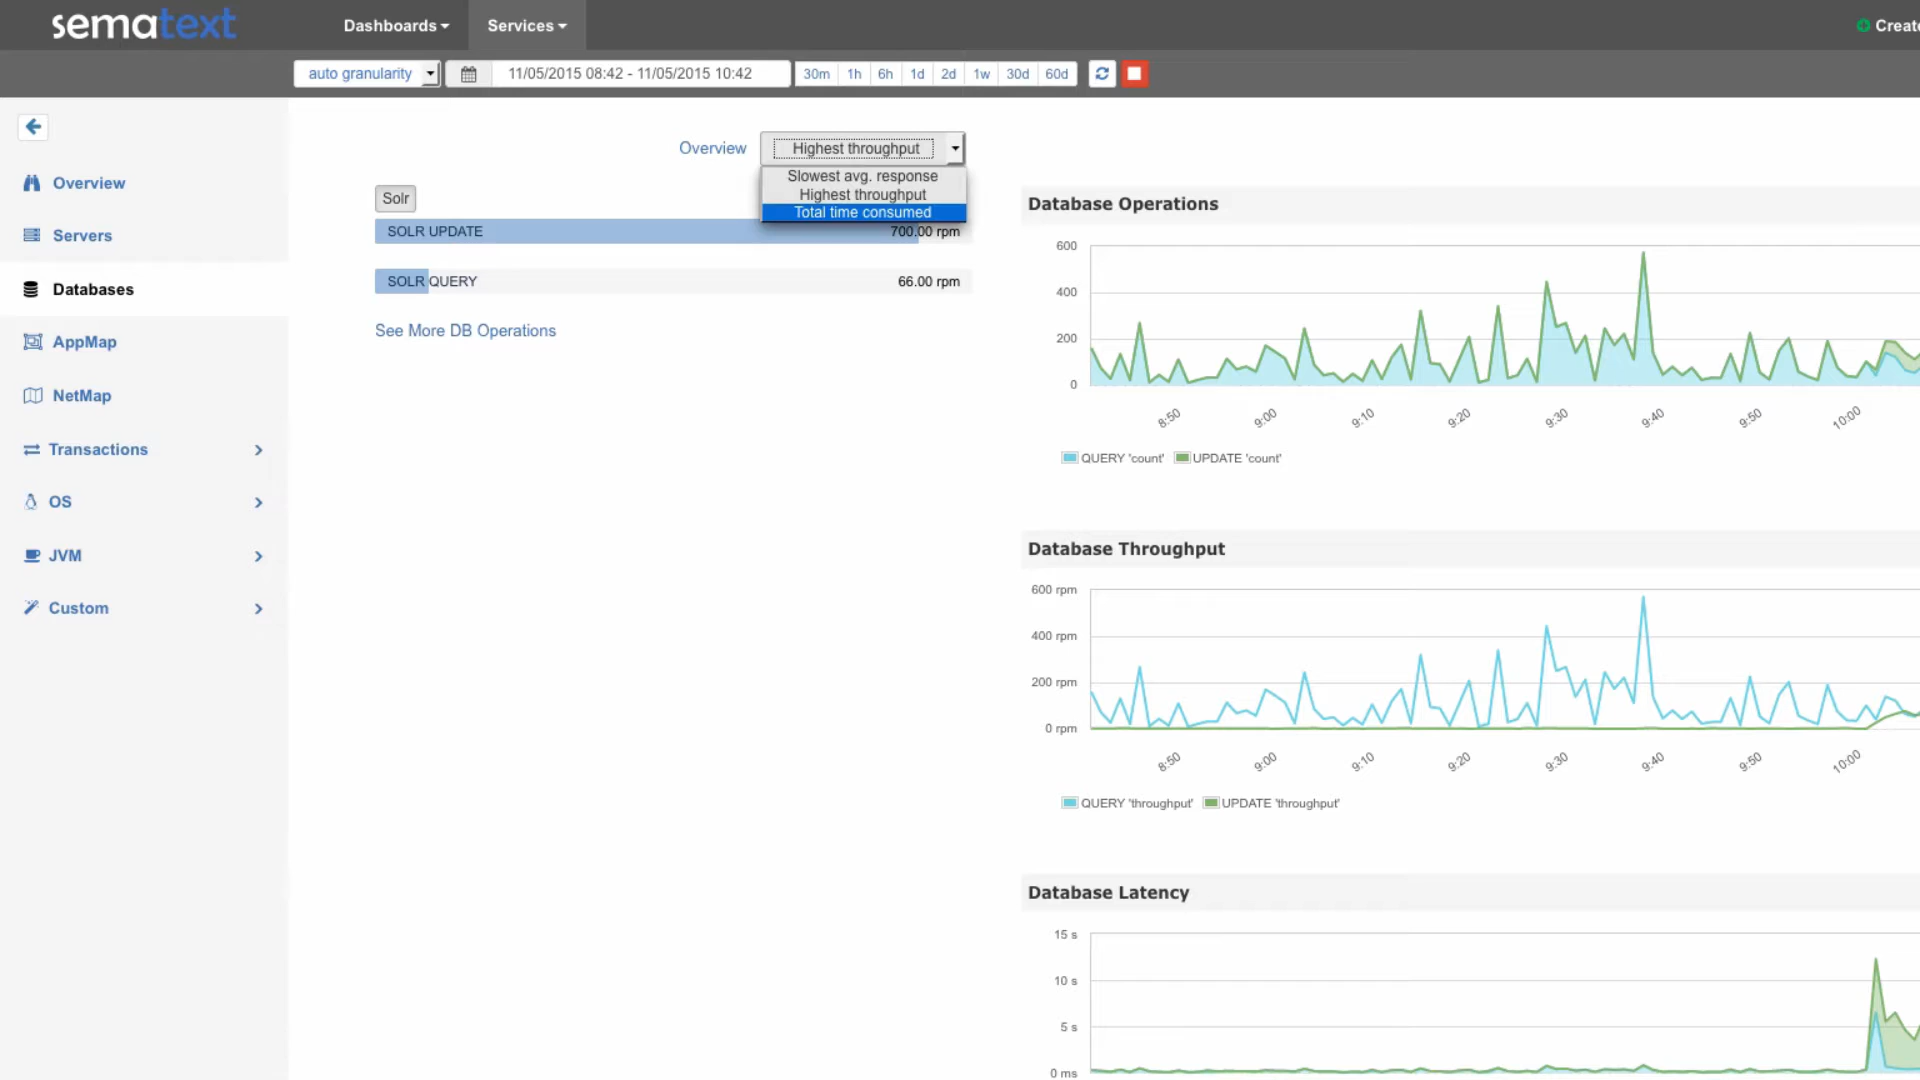 sematext
Dashboards
Services
Create
auto granularity
11/05/2015 08:42 - 11/05/2015 10:42
30m
1h
6h
1d
2d
1w
30d
60d
Overview
Servers
Databases
AppMap
NetMap
Transactions
OS
JVM
Custom
Overview
Highest throughput
Slowest avg. response
Highest throughput
Total time consumed
Solr
SOLR UPDATE
700.00 rpm
SOLR QUERY
66.00 rpm
See More DB Operations
Database Operations
600
400
200
0
8:50
9:00
9:10
9:20
9:30
9:40
9:50
10:00
QUERY 'count'
UPDATE 'count'
Database Throughput
600 rpm
400 rpm
200 rpm
0 rpm
8:50
9:00
9:10
9:20
9:30
9:40
9:50
10:00
QUERY 'throughput'
UPDATE 'throughput'
Database Latency
15 s
10 s
5 s
0 ms